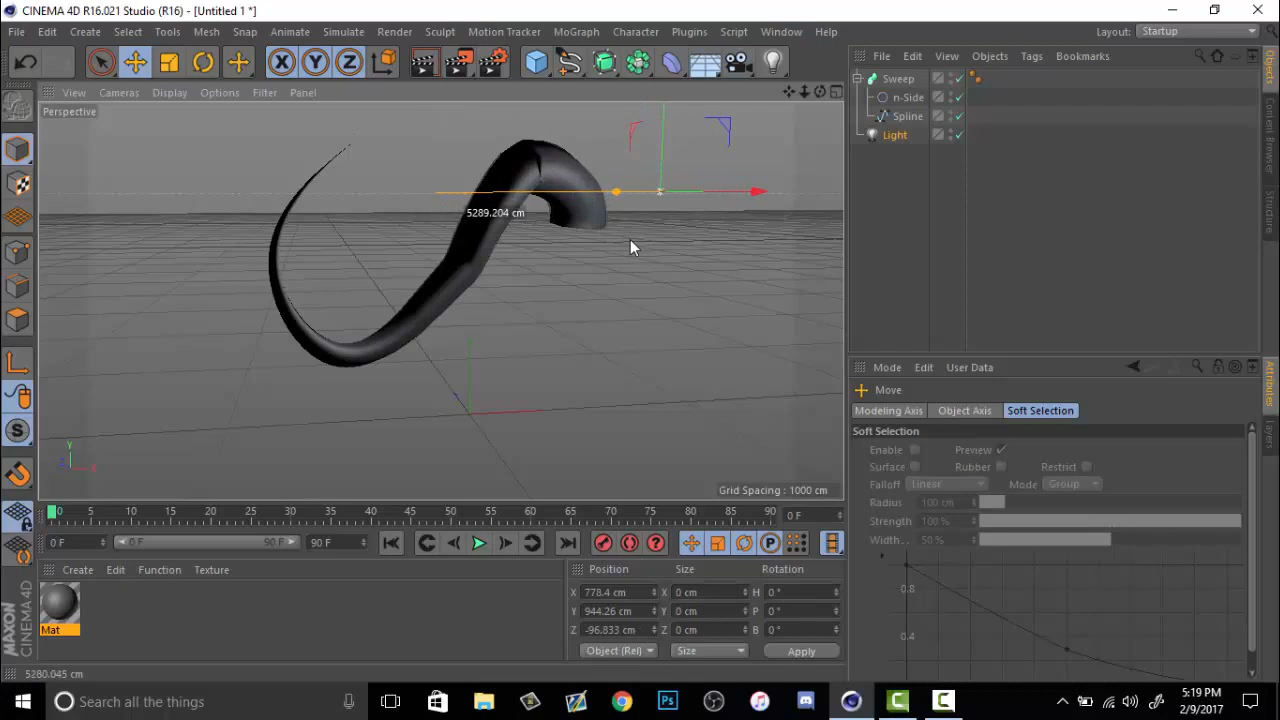 CINEMA 4D R16.021 Studio (R16) - [Untitled 1 *]
File Edit Create Select Tools Mesh Snap Animate Simulate Render Sculpt Motion Tracker MoGraph Character Plugins Script Window Help Layout: Startup
X Y Z
File Edit View Objects Tags Bookmarks
View Cameras Display Options Filter Panel
Perspective
Sweep
n-Side
Spline
Light
5289.204 cm
Grid Spacing : 1000 cm
Y
Z X
Objects
Content Browser
Structure
Mode Edit User Data
Move
Modeling Axis Object Axis Soft Selection
Soft Selection
Enable Preview
Surface Rubber Restrict
Falloff Linear Mode Group
Radius 100 cm
Strength 100 %
Width. . 50 %
0.8
0.4
Attributes
Layers
0 5 10 15 20 25 30 35 40 45 50 55 60 65 70 75 80 85 90 0 F
0 F 0 F 90 F 90 F
Create Edit Function Texture
Mat
Position Size Rotation
X 778.4 cm X 0 cm H 0 °
Y 944.26 cm Y 0 cm P 0 °
Z -96.833 cm Z 0 cm B 0 °
Object (Rel) Size Apply
MAXON CINEMA 4D
5280.045 cm
Search all the things
Ps
5:19 PM
2/9/2017